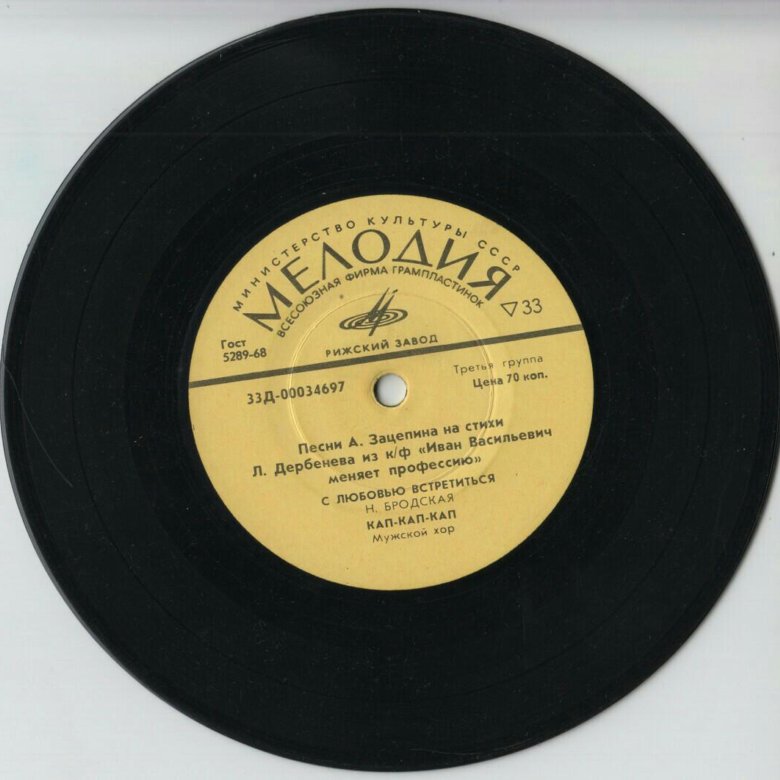 МИНИСТЕРСТВО КУЛЬТУРЫ СССР
МЕЛОДИЯ
ВСЕСОЮЗНАЯ ФИРМА ГРАМПЛАСТИНОК
▽33
Гост
5289-68
РИЖСКИЙ ЗАВОД
33Д-00034697
Третья группа
Цена 70 коп.
Песни А. Зацепина на стихи
Л. Дербенева из к/ф «Иван Васильевич
меняет профессию»
С ЛЮБОВЬЮ ВСТРЕТИТЬСЯ
Н. БРОДСКАЯ
КАП-КАП-КАП
Мужской хор